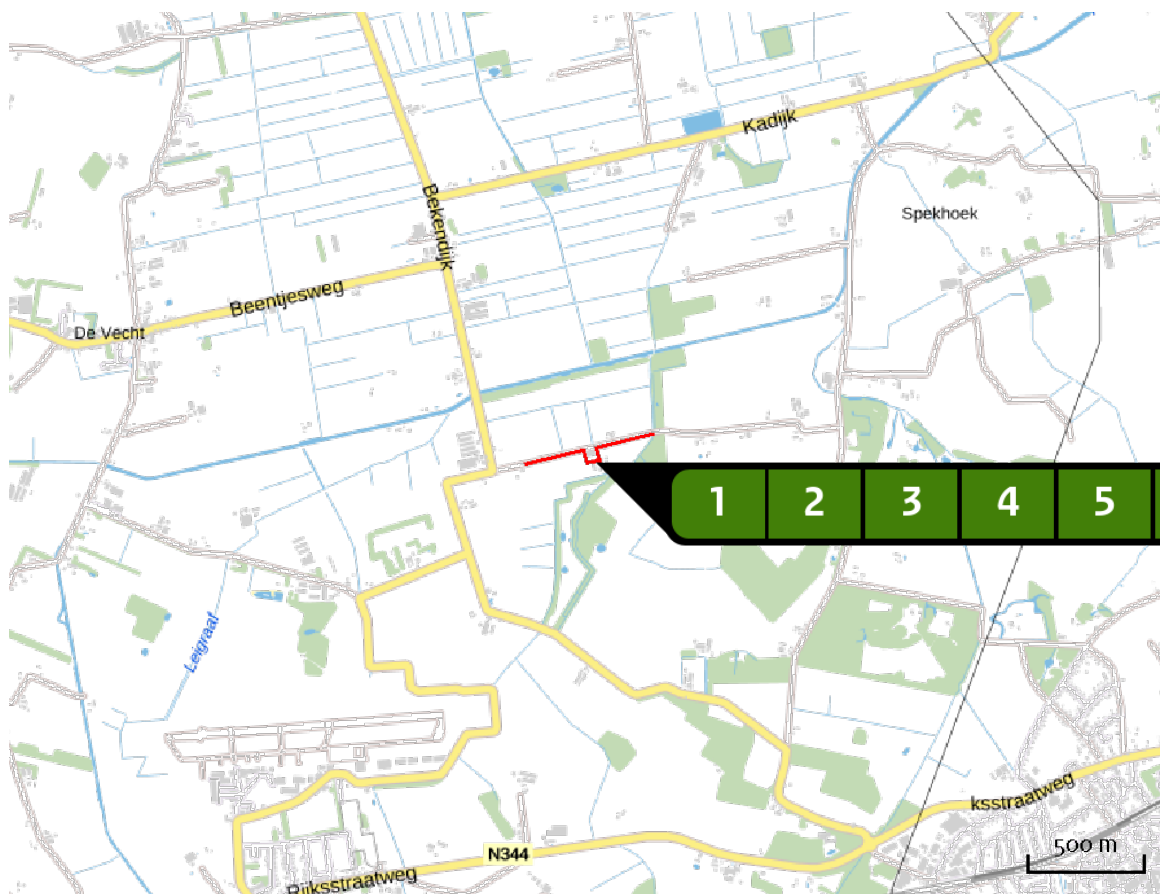 Kadijk
Bekendijk
Spekhoek
Beentjesweg
De Vecht
1 2 3 4 5
Leigraaf
ksstraatweg
500 m
N344
Rijksstraatweg